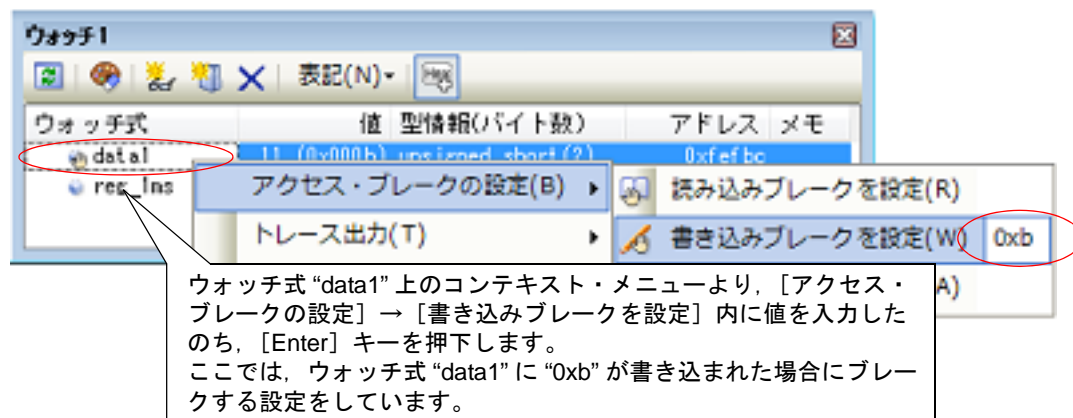 ウォッチ1
表記(N)
ウォッチ式 値 型情報(バイト数) アドレス メモ
data1 11 (0x000b) unsigned short(2) 0xfefbc
アクセス・ブレークの設定(B) 読み込みブレークを設定(R)
トレース出力(T) 書き込みブレークを設定(W) 0xb
A)
ウォッチ式 “data1” 上のコンテキスト・メニューより,[アクセス・
ブレークの設定]→[書き込みブレークを設定]内に値を入力した
のち,[Enter]キーを押下します。
ここでは,ウォッチ式 “data1” に “0xb” が書き込まれた場合にブレー
クする設定をしています。